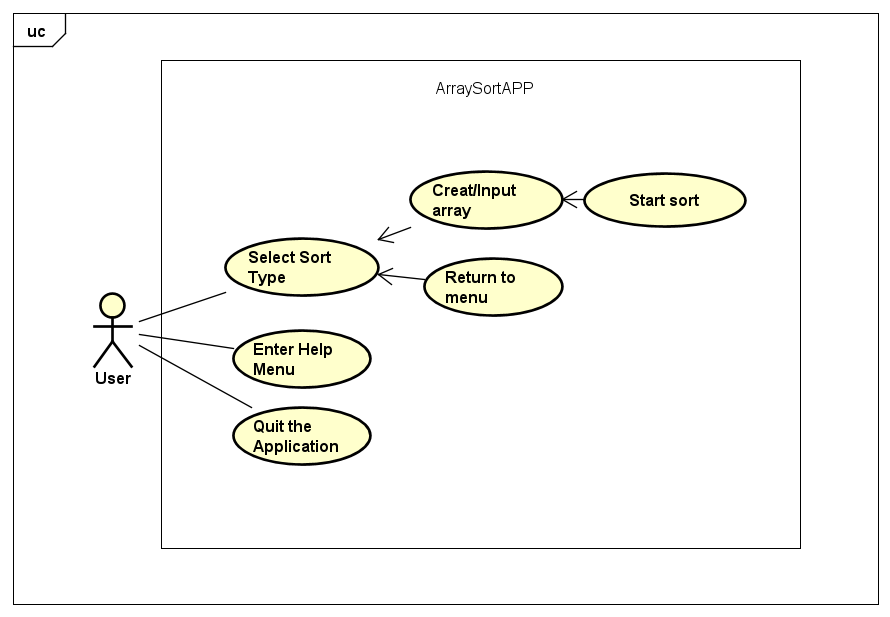 uc
ArraySortAPP
Creat/Input
array
Start sort
Select Sort
Type
Return to
menu
Enter Help
Menu
User
Quit the
Application